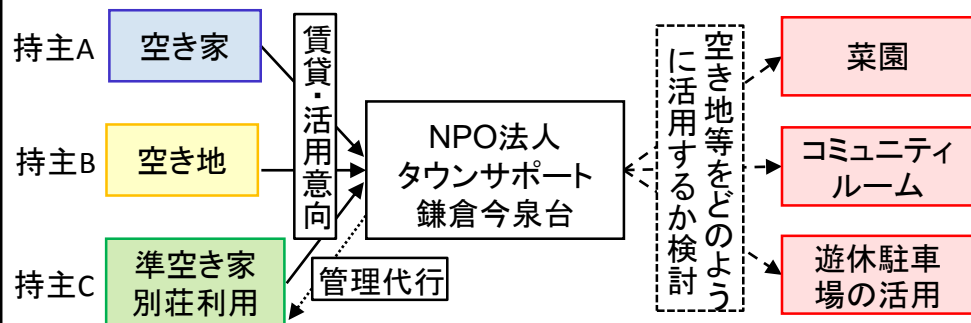 持主A
空き家
持主B
空き地
持主C
準空き家
別荘利用
賃貸・活用意向
管理代行
NPO法人
タウンサポート
鎌倉今泉台
空き地等をどのよう
に活用するか検討
菜園
コミュニティ
ルーム
遊休駐車
場の活用